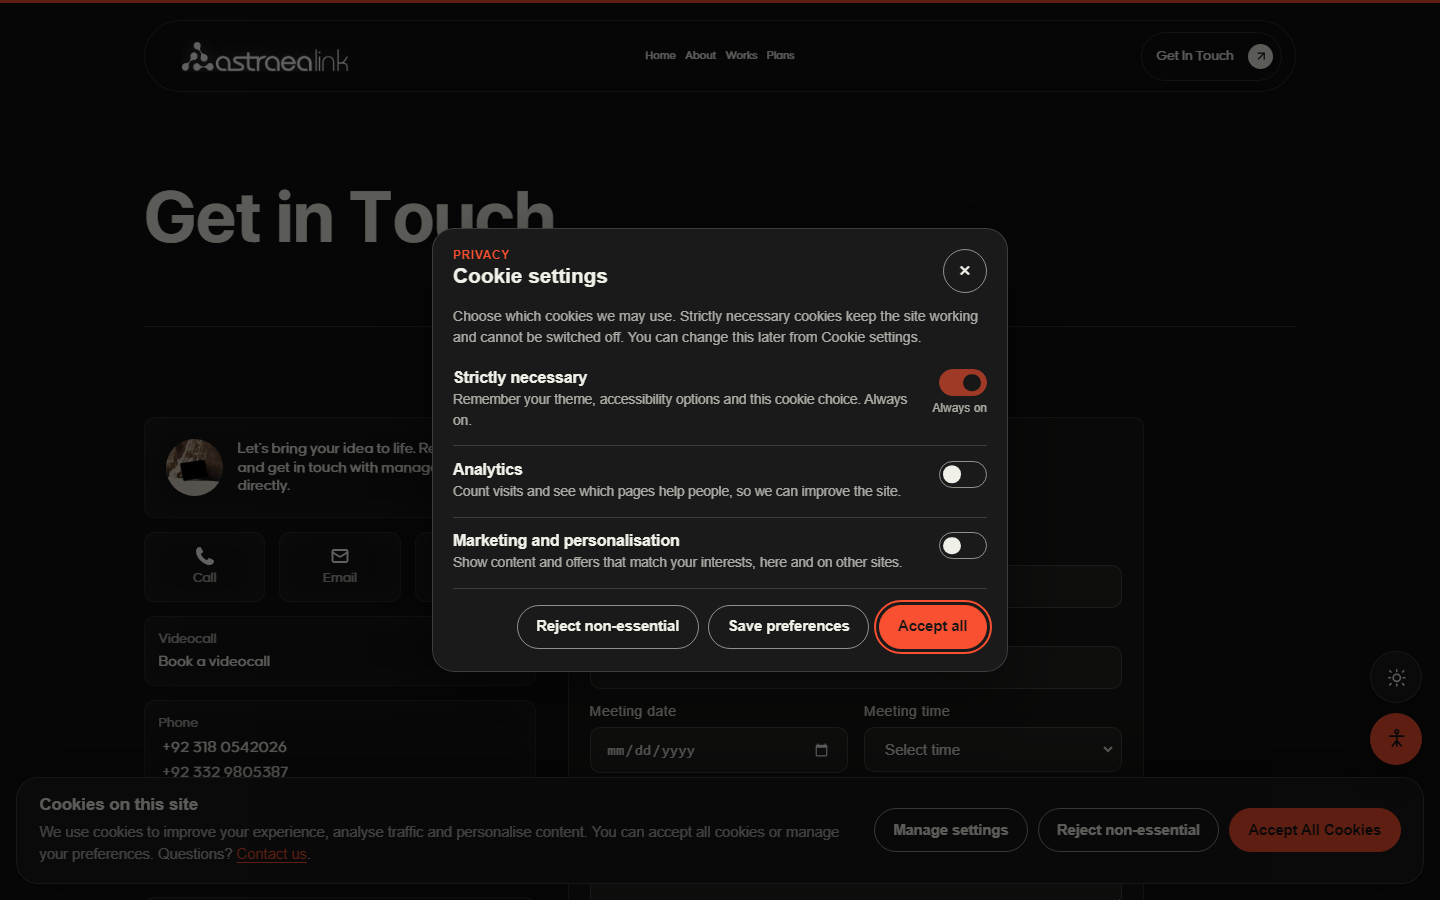 astraealink
Home About Works Plans
Get In Touch
Get in Touch
PRIVACY
Cookie settings
Choose which cookies we may use. Strictly necessary cookies keep the site working
and cannot be switched off. You can change this later from Cookie settings.
Strictly necessary
Remember your theme, accessibility options and this cookie choice. Always
on.
Always on
Analytics
Count visits and see which pages help people, so we can improve the site.
Marketing and personalisation
Show content and offers that match your interests, here and on other sites.
Reject non-essential
Save preferences
Accept all
Let's bring your idea to life. Re
and get in touch with manage
directly.
Call
Email
Videocall
Book a videocall
Phone
+92 318 0542026
+92 332 9805387
Meeting date
Meeting time
mm/dd/yyyy
Select time
Cookies on this site
We use cookies to improve your experience, analyse traffic and personalise content. You can accept all cookies or manage
your preferences. Questions? Contact us.
Manage settings
Reject non-essential
Accept All Cookies